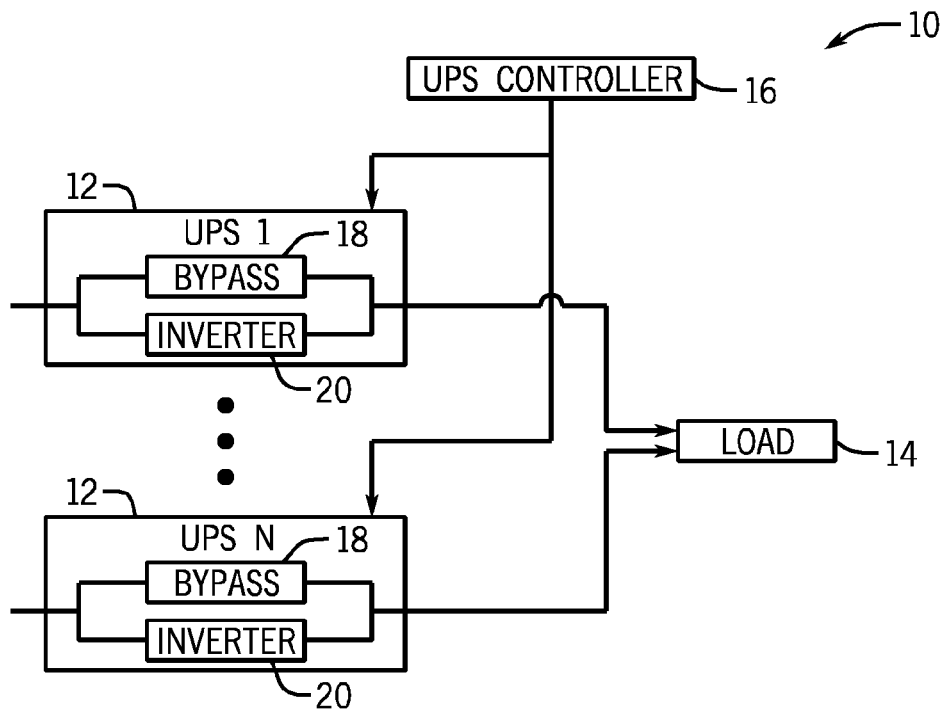 10
UPS CONTROLLER
16
12
UPS 1
18
BYPASS
INVERTER
20
LOAD
14
12
UPS N
18
BYPASS
INVERTER
20